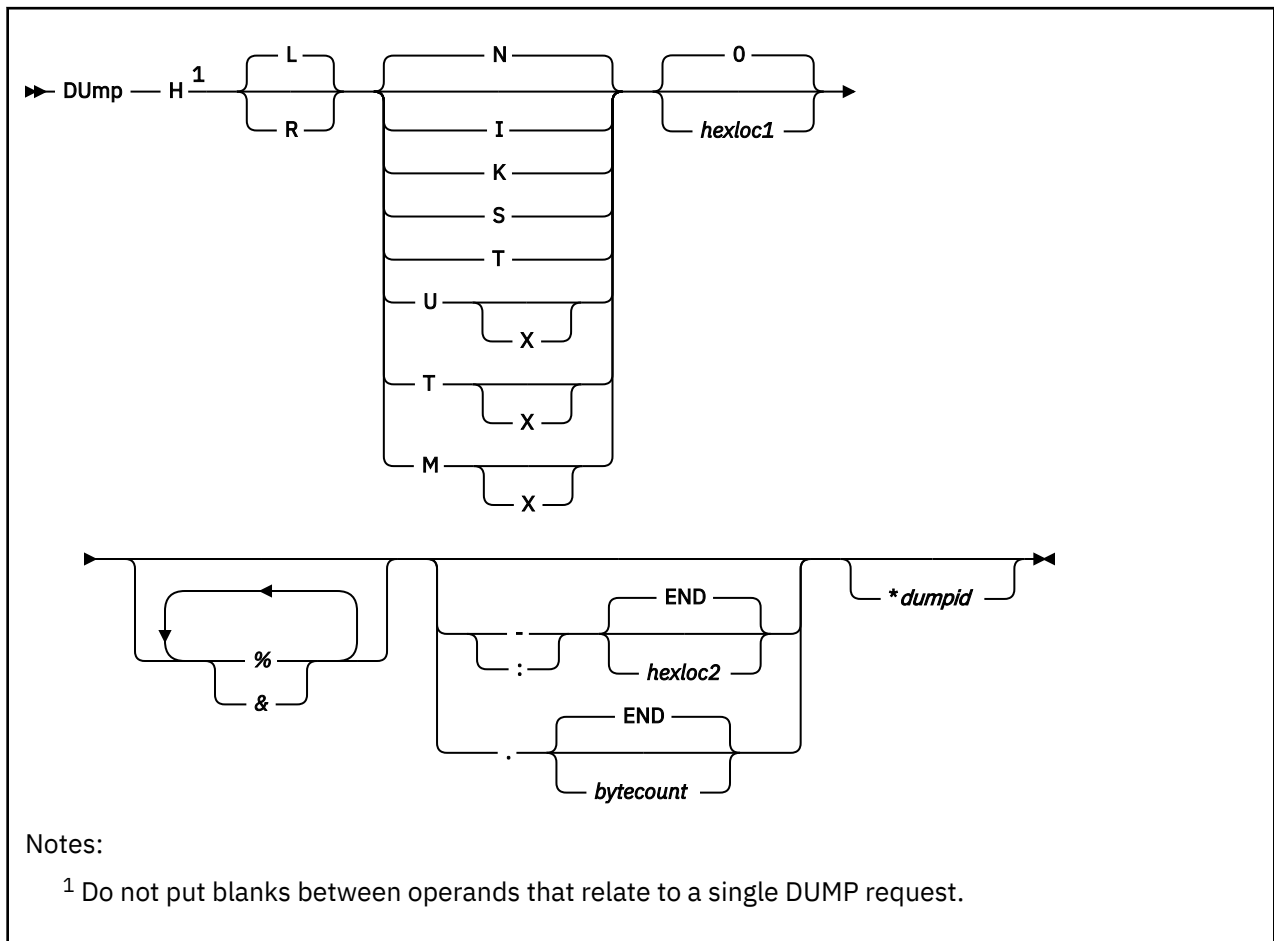 L N 0
DUmp H 1
R I hexloc1
K
S
T
U
X
T
X
M
X
END *dumpid
-
% : hexloc2
& END
.
bytecount
Notes:
1 Do not put blanks between operands that relate to a single DUMP request.